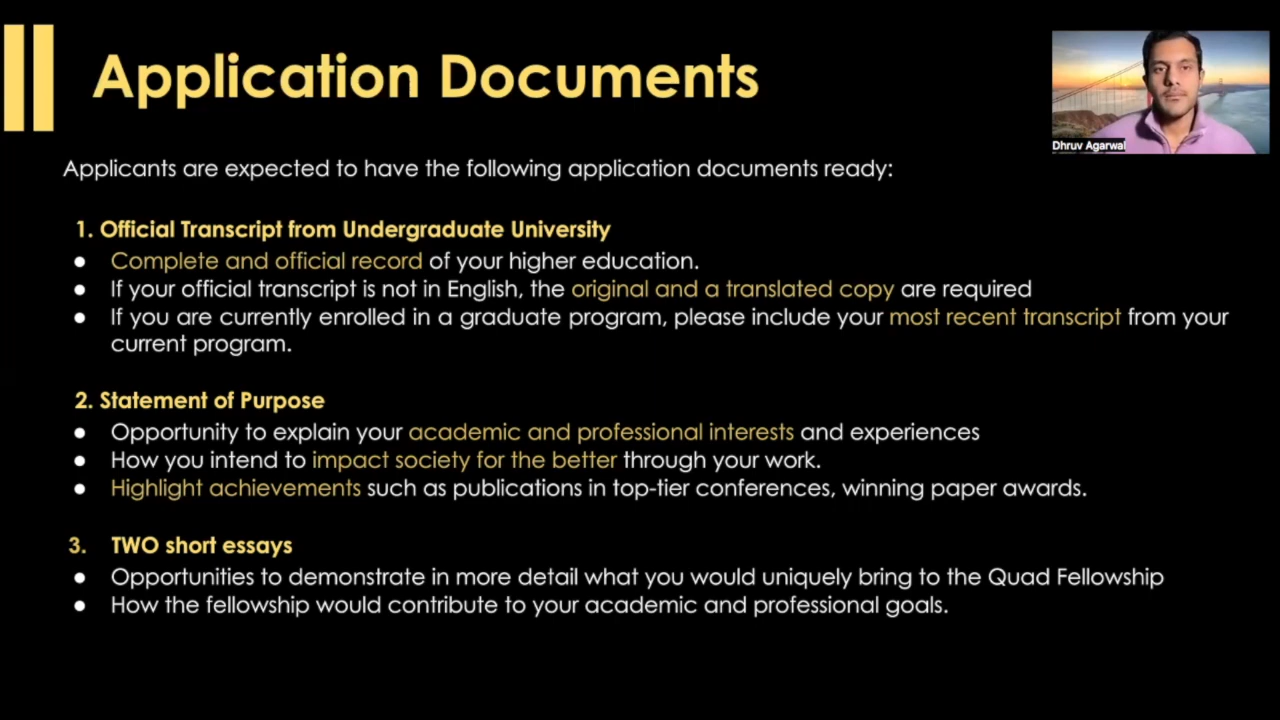 Application Documents
Dhruv Agarwal
Applicants are expected to have the following application documents ready:
1. Official Transcript from Undergraduate University
● Complete and official record of your higher education.
● If your official transcript is not in English, the original and a translated copy are required
● If you are currently enrolled in a graduate program, please include your most recent transcript from your
current program.
2. Statement of Purpose
● Opportunity to explain your academic and professional interests and experiences
● How you intend to impact society for the better through your work.
● Highlight achievements such as publications in top-tier conferences, winning paper awards.
3. TWO short essays
● Opportunities to demonstrate in more detail what you would uniquely bring to the Quad Fellowship
● How the fellowship would contribute to your academic and professional goals.